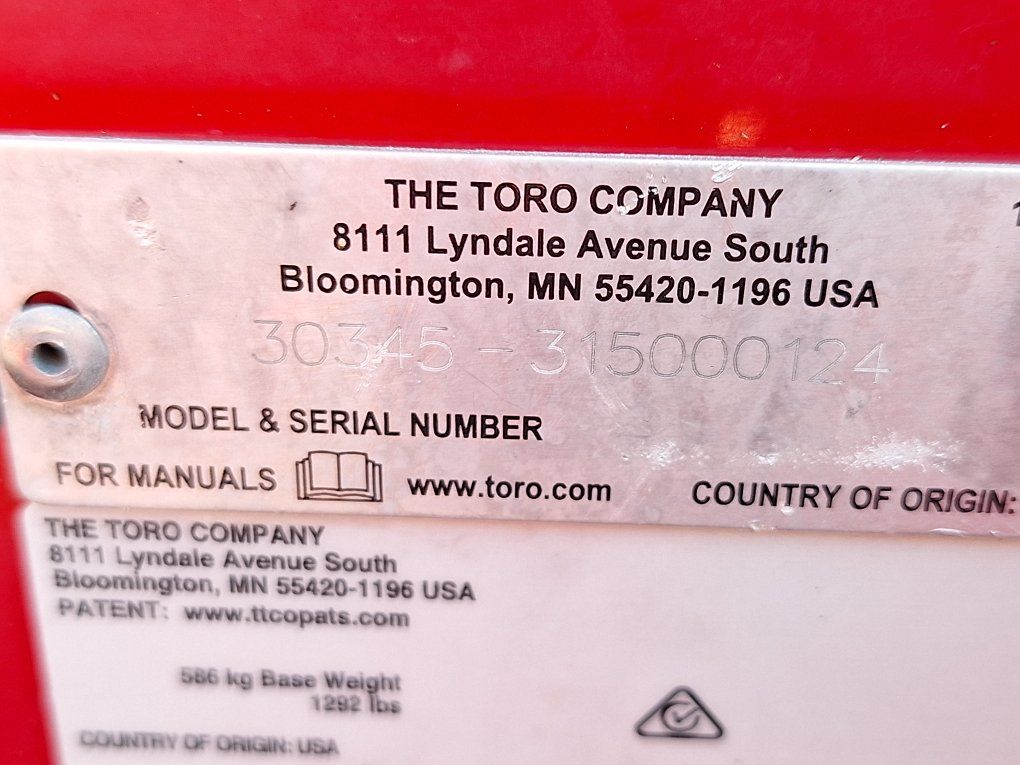 THE TORO COMPANY
8111 Lyndale Avenue South
Bloomington, MN 55420-1196 USA
30345 - 315000124
MODEL & SERIAL NUMBER
FOR MANUALS www.toro.com COUNTRY OF ORIGIN:
THE TORO COMPANY
8111 Lyndale Avenue South
Bloomington, MN 55420-1196 USA
PATENT: www.ttcopats.com
586 kg Base Weight
1292 lbs
COUNTRY OF ORIGIN: USA